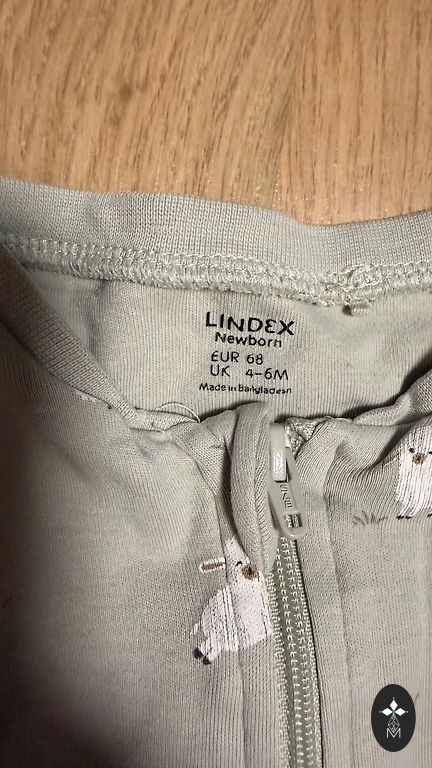 LINDEX
Newborn
EUR 68
UK 4-6M
Made in Bangladesh